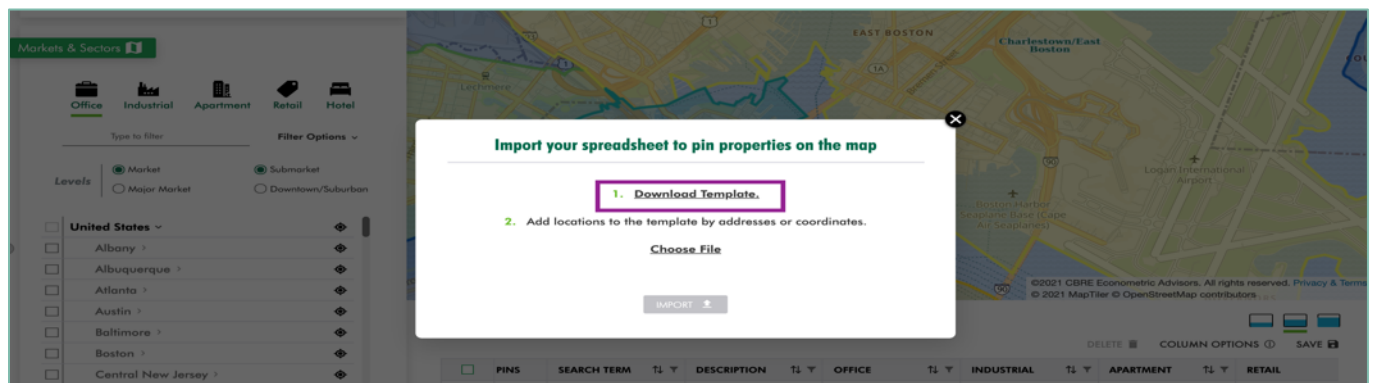 Markets & Sectors
Office Industrial Apartment Retail Hotel
Type to filter
Filter Options
Levels
Market
Submarket
Major Market
Downtown/Suburban
United States
Albany
Albuquerque
Atlanta
Austin
Baltimore
Boston
Central New Jersey
1
EAST BOSTON
Charlestown/East
Boston
1A
Bremen Street
Lechmere
90
Logan International
Airport
Boston Harbor
Seaplane Base (Cape
Air Seaplanes)
90
Import your spreadsheet to pin properties on the map
1. Download Template.
2. Add locations to the template by addresses or coordinates.
Choose File
IMPORT
©2021 CBRE Econometric Advisors, All rights reserved. Privacy & Terms
© 2021 MapTiler © OpenStreetMap contributors
DELETE COLUMN OPTIONS SAVE
PINS SEARCH TERM DESCRIPTION OFFICE INDUSTRIAL APARTMENT RETAIL